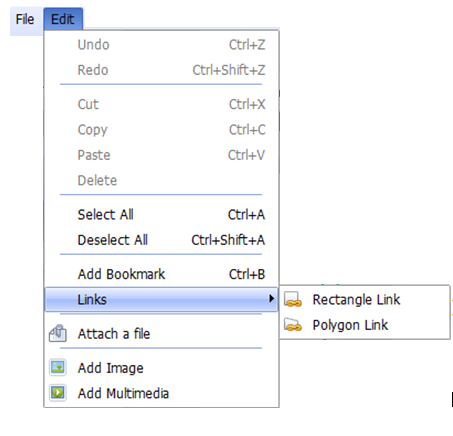 File Edit
Undo Ctrl+Z
Redo Ctrl+Shift+Z
Cut Ctrl+X
Copy Ctrl+C
Paste Ctrl+V
Delete
Select All Ctrl+A
Deselect All Ctrl+Shift+A
Add Bookmark Ctrl+B
Links
Rectangle Link
Polygon Link
Attach a file
Add Image
Add Multimedia